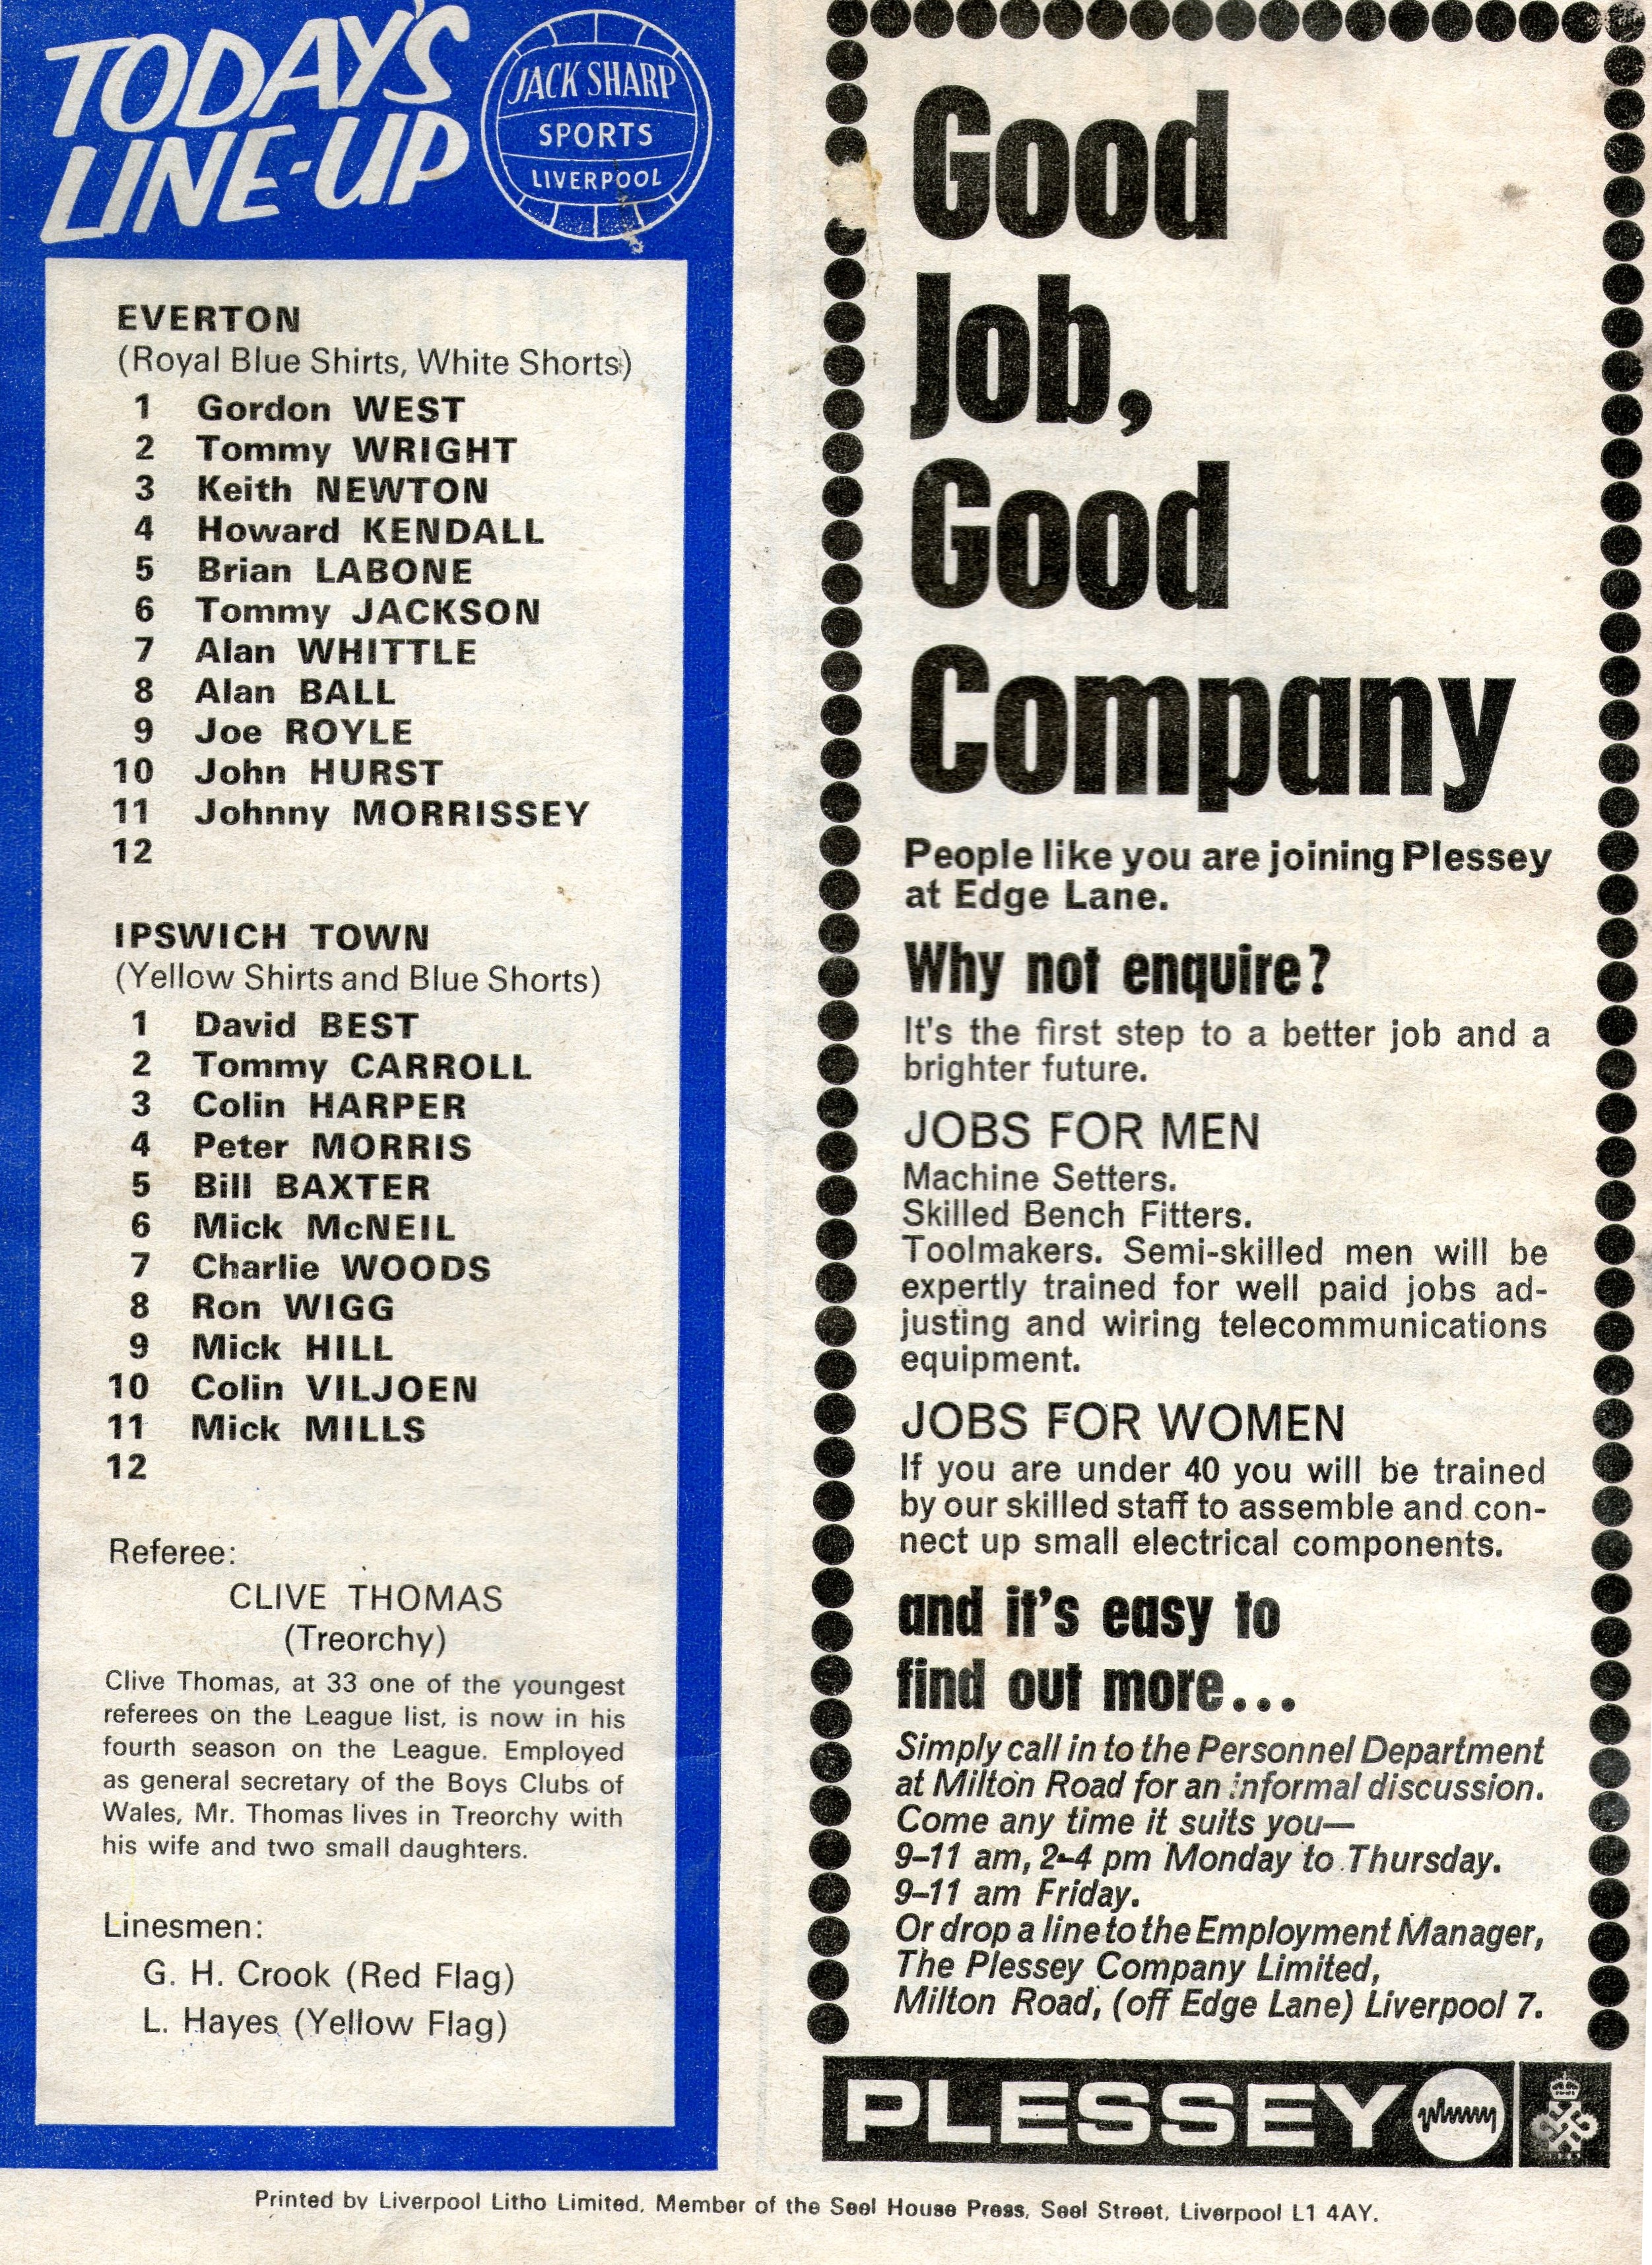 TODAY'S
LINE-UP
JACK SHARP
SPORTS
LIVERPOOL
EVERTON
(Royal Blue Shirts, White Shorts)
1 Gordon WEST
2 Tommy WRIGHT
3 Keith NEWTON
4 Howard KENDALL
5 Brian LABONE
6 Tommy JACKSON
7 Alan WHITTLE
8 Alan BALL
9 Joe ROYLE
10 John HURST
11 Johnny MORRISSEY
12
IPSWICH TOWN
(Yellow Shirts and Blue Shorts)
1 David BEST
2 Tommy CARROLL
3 Colin HARPER
4 Peter MORRIS
5 Bill BAXTER
6 Mick McNEIL
7 Charlie WOODS
8 Ron WIGG
9 Mick HILL
10 Colin VILJOEN
11 Mick MILLS
12
Referee:
CLIVE THOMAS
(Treorchy)
Clive Thomas, at 33 one of the youngest
referees on the League list, is now in his
fourth season on the League. Employed
as general secretary of the Boys Clubs of
Wales, Mr. Thomas lives in Treorchy with
his wife and two small daughters.
Linesmen:
G. H. Crook (Red Flag)
L. Hayes (Yellow Flag)
Good
Job,
Good
Company
People like you are joining Plessey
at Edge Lane.
Why not enquire?
It's the first step to a better job and a
brighter future.
JOBS FOR MEN
Machine Setters.
Skilled Bench Fitters.
Toolmakers. Semi-skilled men will be
expertly trained for well paid jobs ad-
justing and wiring telecommunications
equipment.
JOBS FOR WOMEN
If you are under 40 you will be trained
by our skilled staff to assemble and con-
nect up small electrical components.
and it's easy to
find out more...
Simply call in to the Personnel Department
at Milton Road for an informal discussion.
Come any time it suits you—
9–11 am, 2–4 pm Monday to Thursday.
9–11 am Friday.
Or drop a line to the Employment Manager,
The Plessey Company Limited,
Milton Road, (off Edge Lane) Liverpool 7.
PLESSEY
Printed by Liverpool Litho Limited, Member of the Seel House Press, Seel Street, Liverpool L1 4AY.